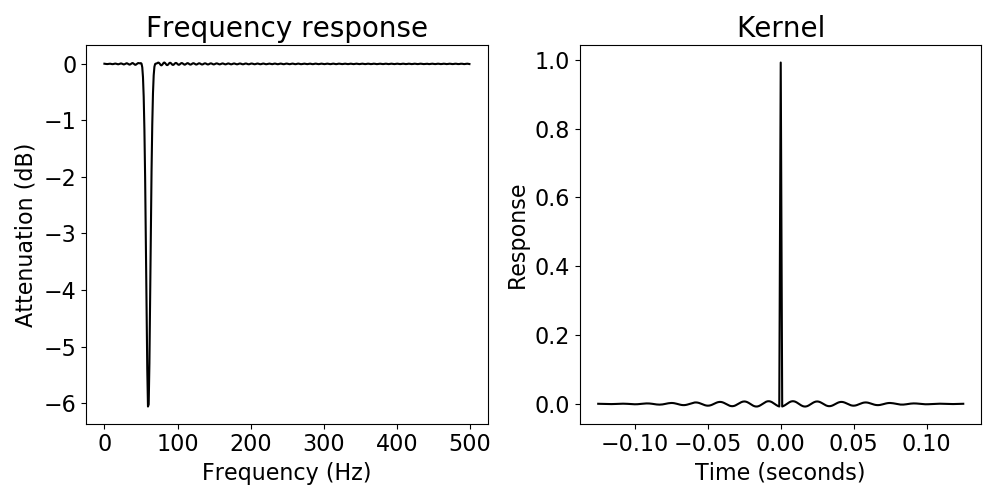 Frequency response
0
−1
−2
−3
−4
−5
−6
Attenuation (dB)
0 100 200 300 400 500
Frequency (Hz)
Kernel
1.0
0.8
0.6
0.4
0.2
0.0
Response
−0.10 −0.05 0.00 0.05 0.10
Time (seconds)